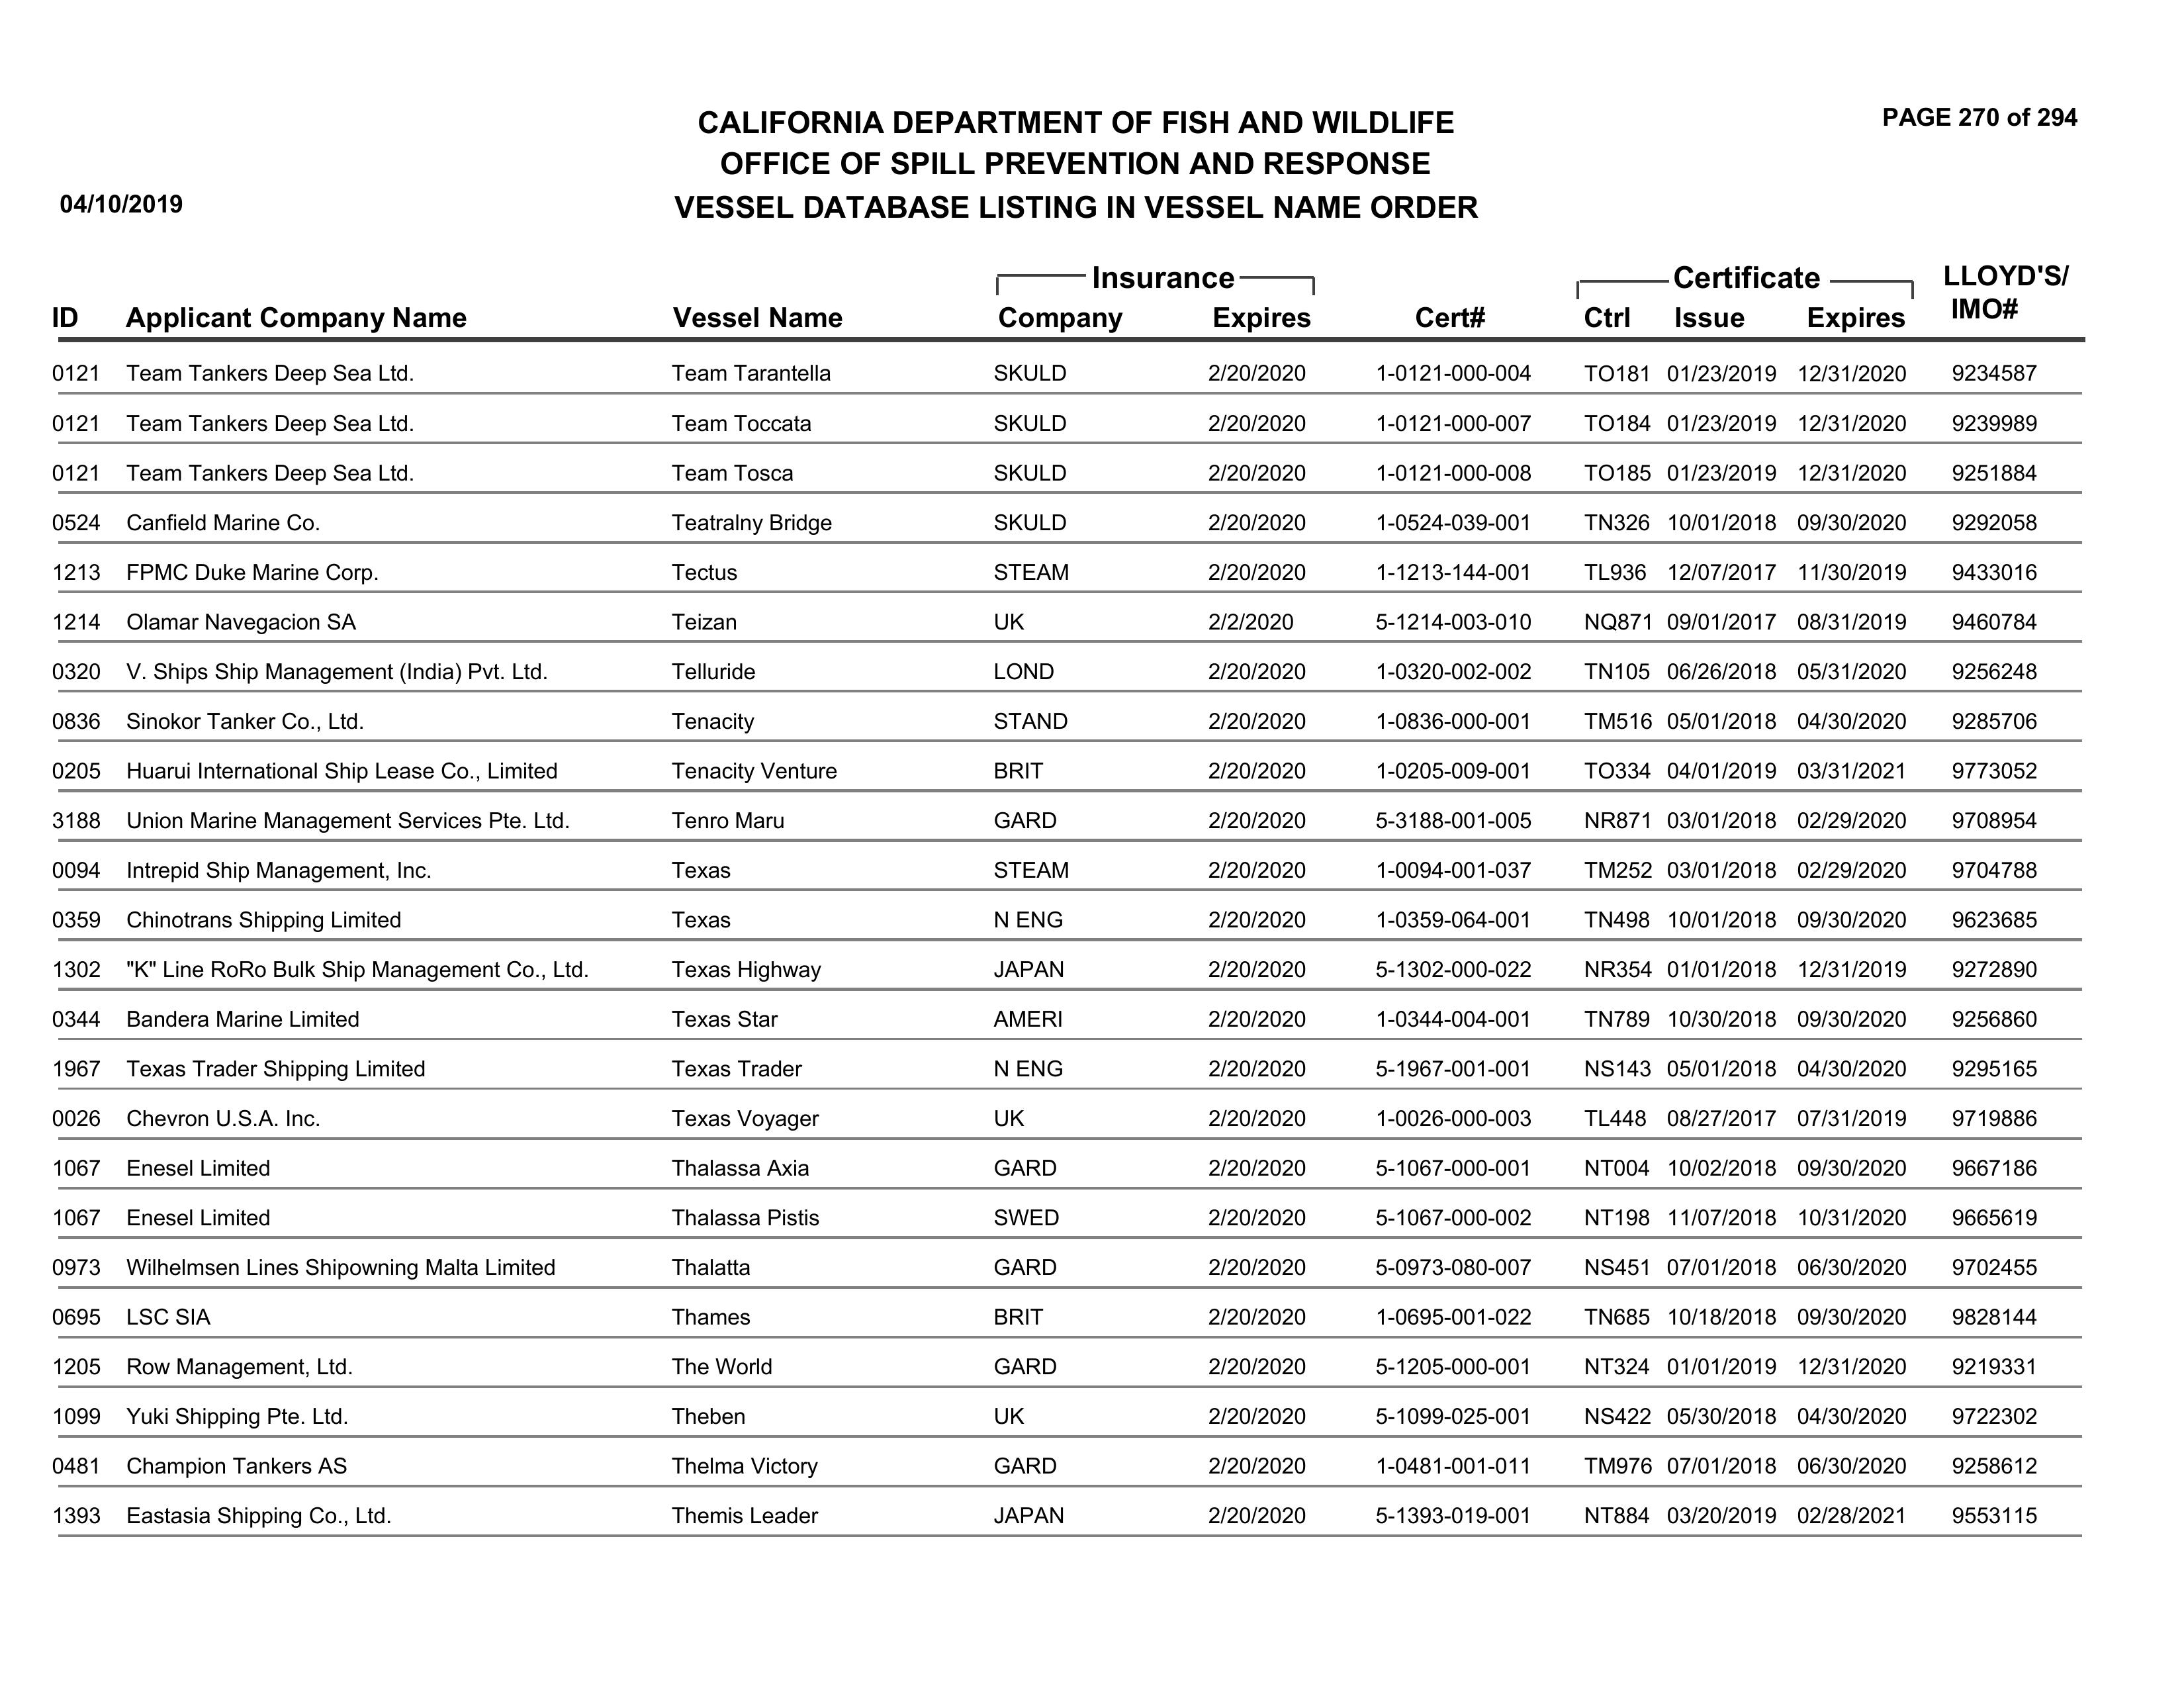 PAGE 270 of 294
CALIFORNIA DEPARTMENT OF FISH AND WILDLIFE
OFFICE OF SPILL PREVENTION AND RESPONSE
04/10/2019 VESSEL DATABASE LISTING IN VESSEL NAME ORDER
Insurance Certificate LLOYD'S/
ID Applicant Company Name Vessel Name Company Expires Cert# Ctrl Issue Expires IMO#
0121 Team Tankers Deep Sea Ltd. Team Tarantella SKULD 2/20/2020 1-0121-000-004 TO181 01/23/2019 12/31/2020 9234587
0121 Team Tankers Deep Sea Ltd. Team Toccata SKULD 2/20/2020 1-0121-000-007 TO184 01/23/2019 12/31/2020 9239989
0121 Team Tankers Deep Sea Ltd. Team Tosca SKULD 2/20/2020 1-0121-000-008 TO185 01/23/2019 12/31/2020 9251884
0524 Canfield Marine Co. Teatralny Bridge SKULD 2/20/2020 1-0524-039-001 TN326 10/01/2018 09/30/2020 9292058
1213 FPMC Duke Marine Corp. Tectus STEAM 2/20/2020 1-1213-144-001 TL936 12/07/2017 11/30/2019 9433016
1214 Olamar Navegacion SA Teizan UK 2/2/2020 5-1214-003-010 NQ871 09/01/2017 08/31/2019 9460784
0320 V. Ships Ship Management (India) Pvt. Ltd. Telluride LOND 2/20/2020 1-0320-002-002 TN105 06/26/2018 05/31/2020 9256248
0836 Sinokor Tanker Co., Ltd. Tenacity STAND 2/20/2020 1-0836-000-001 TM516 05/01/2018 04/30/2020 9285706
0205 Huarui International Ship Lease Co., Limited Tenacity Venture BRIT 2/20/2020 1-0205-009-001 TO334 04/01/2019 03/31/2021 9773052
3188 Union Marine Management Services Pte. Ltd. Tenro Maru GARD 2/20/2020 5-3188-001-005 NR871 03/01/2018 02/29/2020 9708954
0094 Intrepid Ship Management, Inc. Texas STEAM 2/20/2020 1-0094-001-037 TM252 03/01/2018 02/29/2020 9704788
0359 Chinotrans Shipping Limited Texas N ENG 2/20/2020 1-0359-064-001 TN498 10/01/2018 09/30/2020 9623685
1302 "K" Line RoRo Bulk Ship Management Co., Ltd. Texas Highway JAPAN 2/20/2020 5-1302-000-022 NR354 01/01/2018 12/31/2019 9272890
0344 Bandera Marine Limited Texas Star AMERI 2/20/2020 1-0344-004-001 TN789 10/30/2018 09/30/2020 9256860
1967 Texas Trader Shipping Limited Texas Trader N ENG 2/20/2020 5-1967-001-001 NS143 05/01/2018 04/30/2020 9295165
0026 Chevron U.S.A. Inc. Texas Voyager UK 2/20/2020 1-0026-000-003 TL448 08/27/2017 07/31/2019 9719886
1067 Enesel Limited Thalassa Axia GARD 2/20/2020 5-1067-000-001 NT004 10/02/2018 09/30/2020 9667186
1067 Enesel Limited Thalassa Pistis SWED 2/20/2020 5-1067-000-002 NT198 11/07/2018 10/31/2020 9665619
0973 Wilhelmsen Lines Shipowning Malta Limited Thalatta GARD 2/20/2020 5-0973-080-007 NS451 07/01/2018 06/30/2020 9702455
0695 LSC SIA Thames BRIT 2/20/2020 1-0695-001-022 TN685 10/18/2018 09/30/2020 9828144
1205 Row Management, Ltd. The World GARD 2/20/2020 5-1205-000-001 NT324 01/01/2019 12/31/2020 9219331
1099 Yuki Shipping Pte. Ltd. Theben UK 2/20/2020 5-1099-025-001 NS422 05/30/2018 04/30/2020 9722302
0481 Champion Tankers AS Thelma Victory GARD 2/20/2020 1-0481-001-011 TM976 07/01/2018 06/30/2020 9258612
1393 Eastasia Shipping Co., Ltd. Themis Leader JAPAN 2/20/2020 5-1393-019-001 NT884 03/20/2019 02/28/2021 9553115